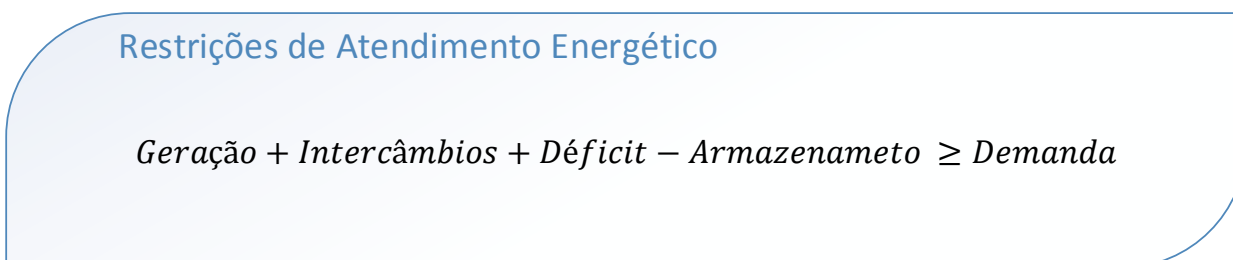 Restrições de Atendimento Energético
Geração + Intercâmbios + Déficit − Armazenameto ≥ Demanda